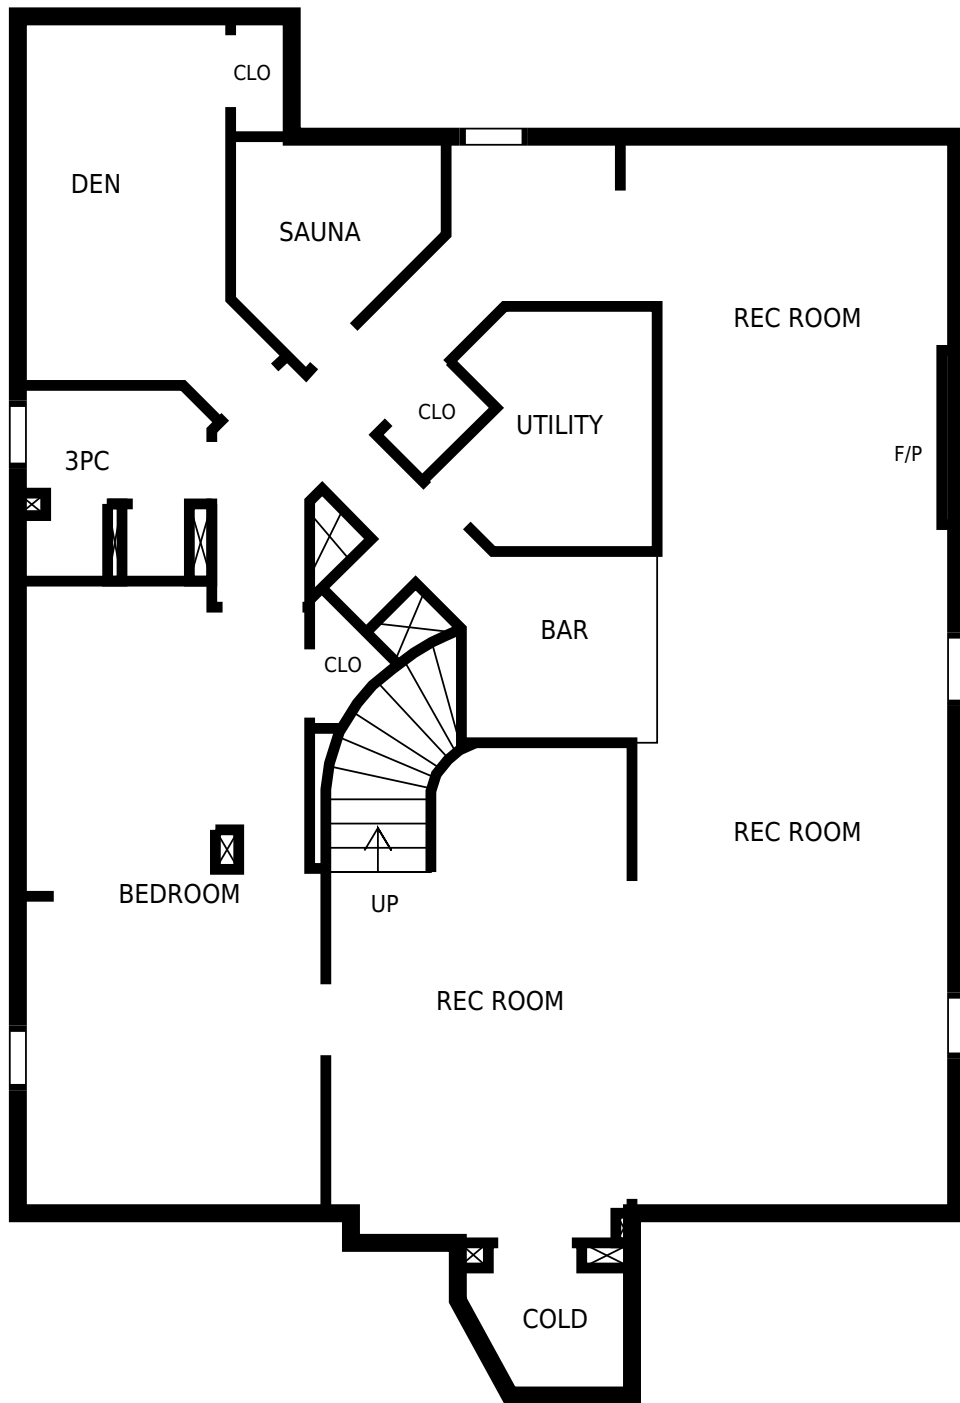 CLO
DEN
SAUNA
REC ROOM
CLO
UTILITY
3PC
F/P
BAR
CLO
REC ROOM
BEDROOM
UP
REC ROOM
COLD